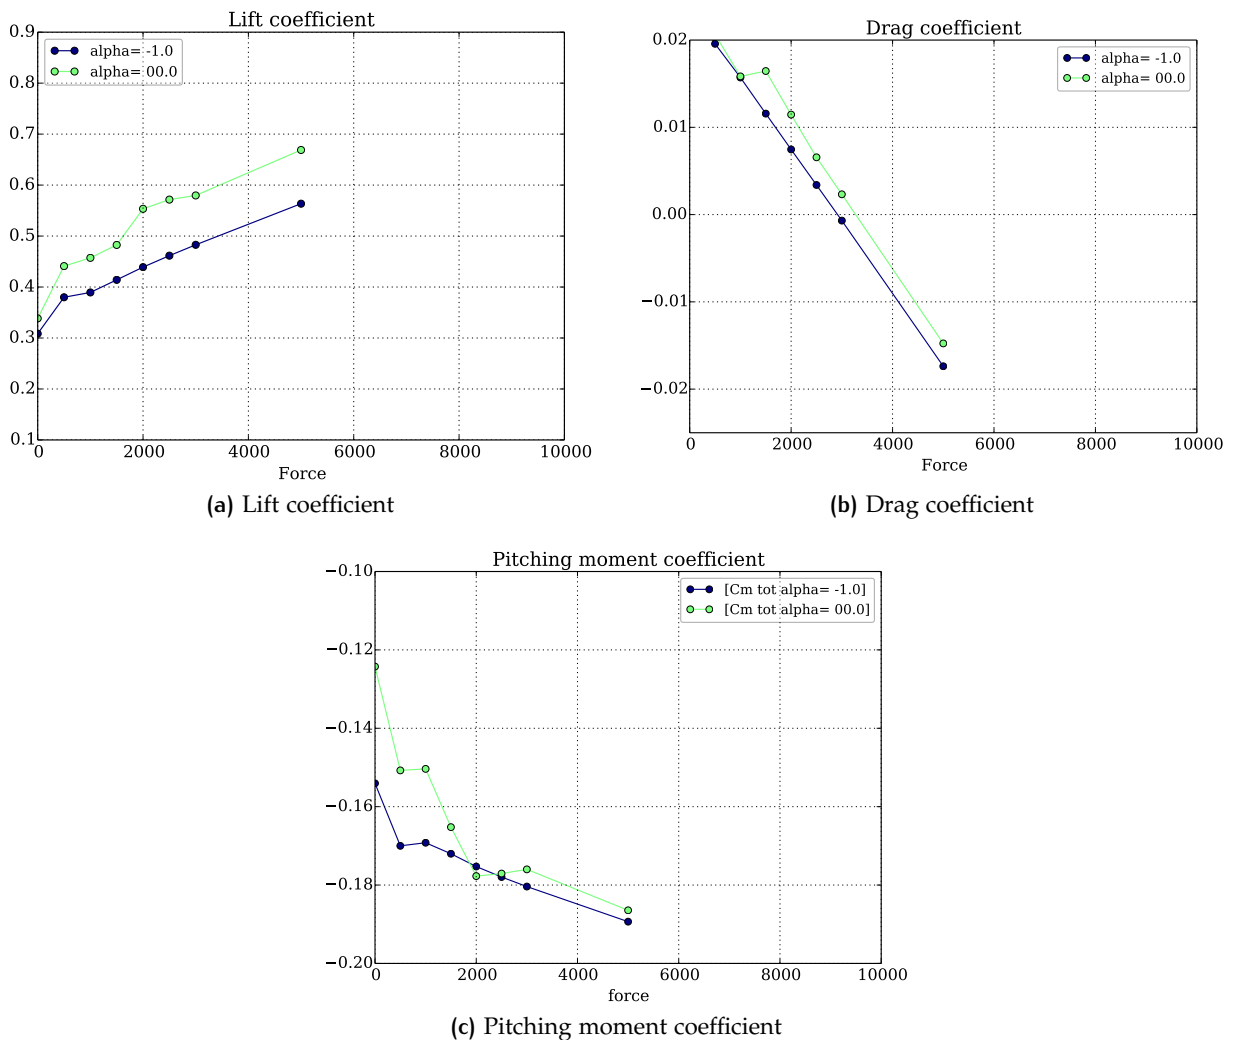 Lift coefficient
0.9
0.8
0.7
0.6
0.5
0.4
0.3
0.2
0.1
alpha= -1.0
alpha= 00.0
0 2000 4000 6000 8000 10000
Force
(a) Lift coefficient
Drag coefficient
0.02
0.01
0.00
−0.01
−0.02
alpha= -1.0
alpha= 00.0
0 2000 4000 6000 8000 10000
Force
(b) Drag coefficient
Pitching moment coefficient
−0.10
−0.12
−0.14
−0.16
−0.18
−0.20
[Cm tot alpha= -1.0]
[Cm tot alpha= 00.0]
0 2000 4000 6000 8000 10000
force
(c) Pitching moment coefficient